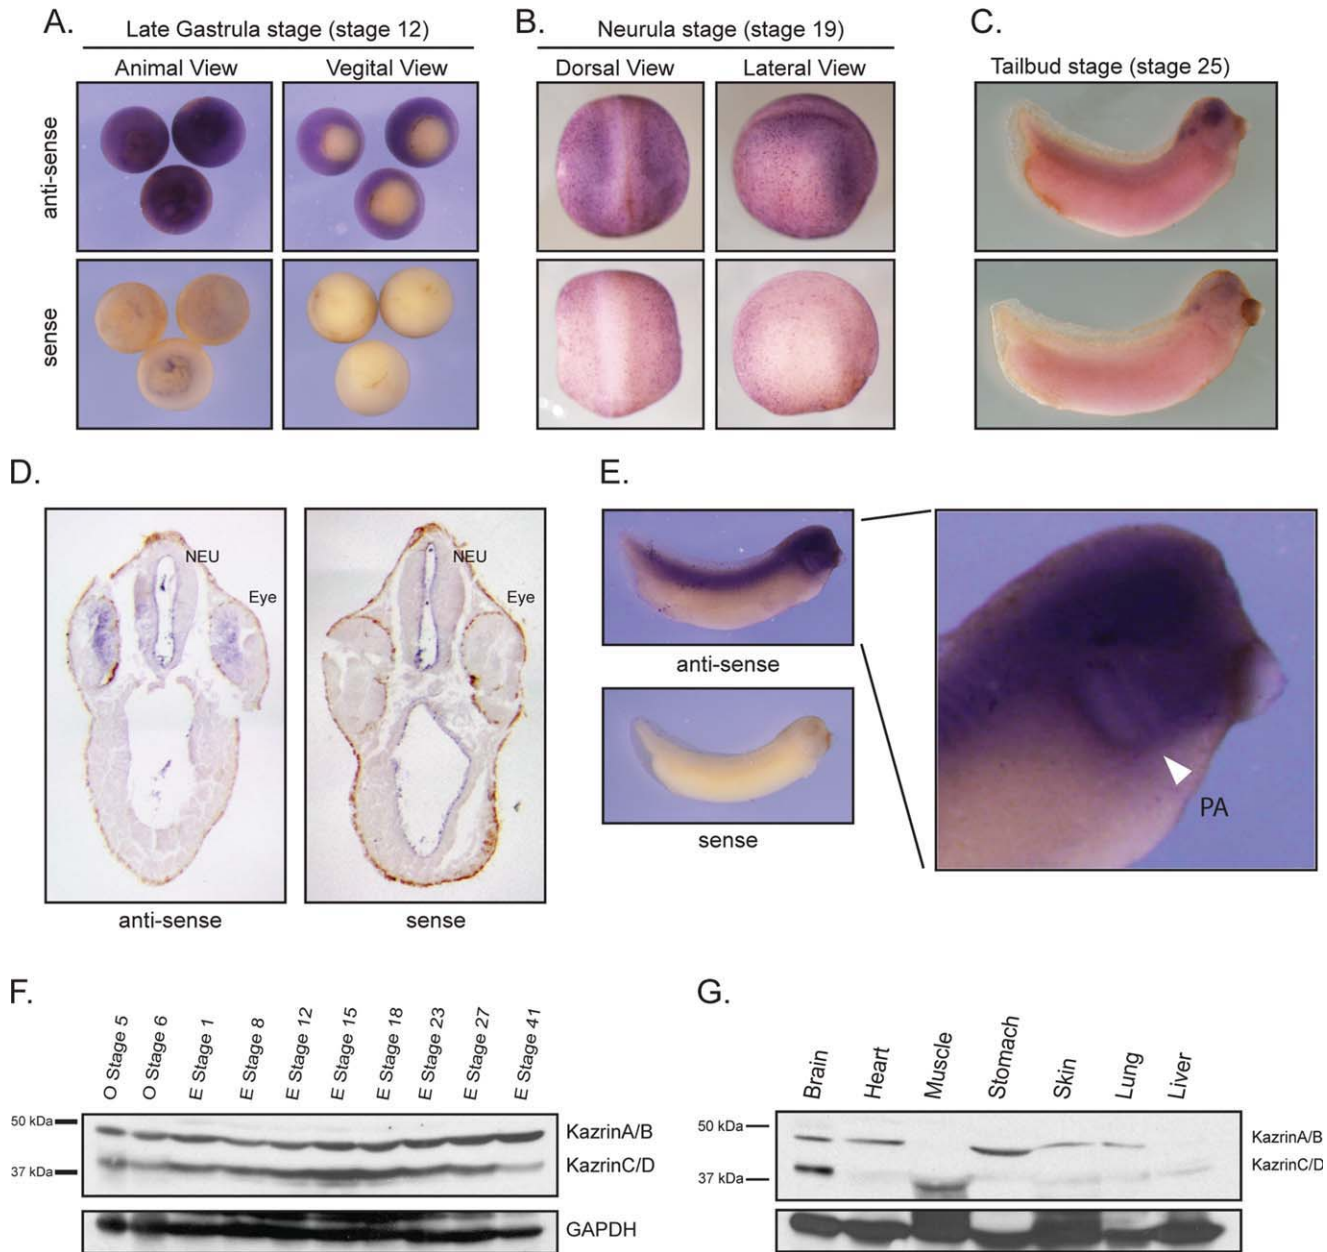 A.
Late Gastrula stage (stage 12)
Animal View
Vegital View
anti-sense
sense
B.
Neurula stage (stage 19)
Dorsal View
Lateral View
C.
Tailbud stage (stage 25)
D.
NEU
Eye
NEU
Eye
anti-sense
sense
E.
anti-sense
sense
PA
F.
O Stage 5
O Stage 6
E Stage 1
E Stage 8
E Stage 12
E Stage 15
E Stage 18
E Stage 23
E Stage 27
E Stage 41
50 kDa
37 kDa
KazrinA/B
KazrinC/D
GAPDH
G.
Brain
Heart
Muscle
Stomach
Skin
Lung
Liver
50 kDa
37 kDa
KazrinA/B
KazrinC/D